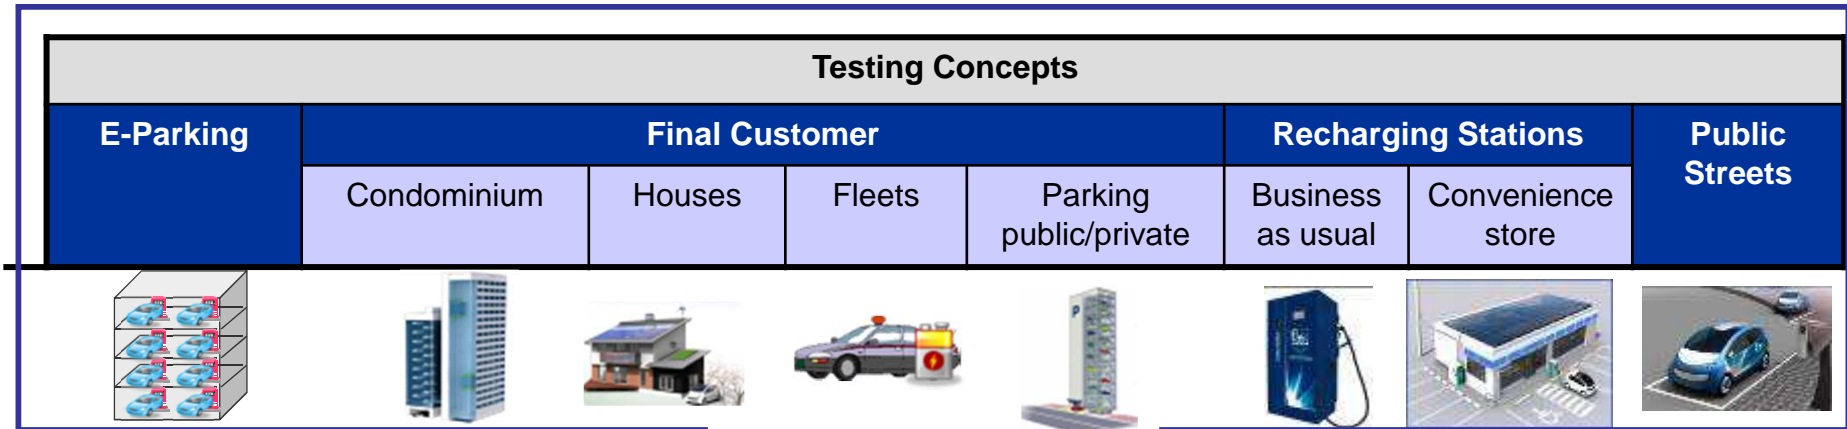 Testing Concepts
E-Parking
Final Customer
Recharging Stations
Public
Streets
Condominium
Houses
Fleets
Parking
public/private
Business
as usual
Convenience
store
P